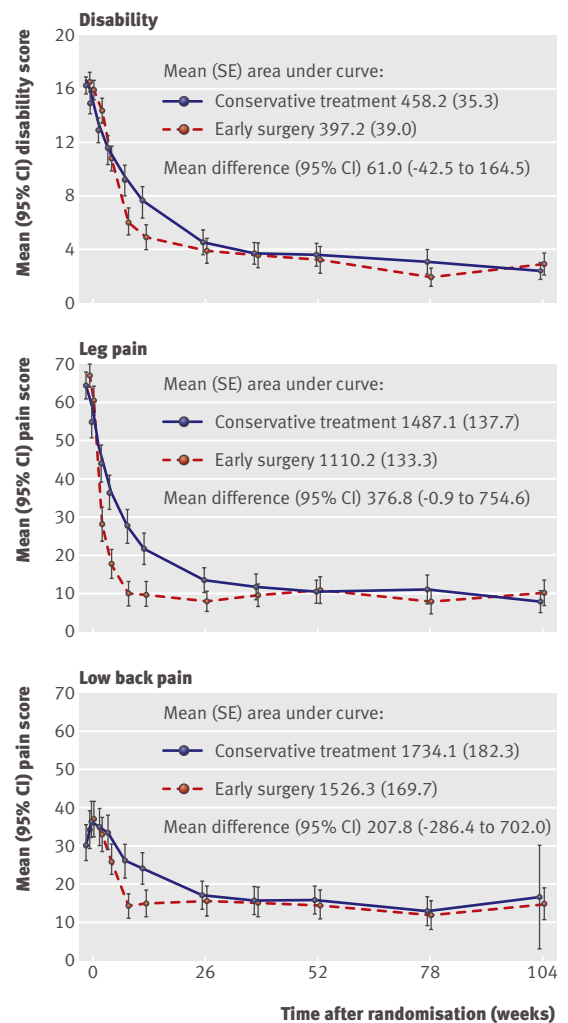 Disability
Mean (95% CI) disability score
20
16
12
8
4
0
Mean (SE) area under curve:
Conservative treatment 458.2 (35.3)
Early surgery 397.2 (39.0)
Mean difference (95% CI) 61.0 (-42.5 to 164.5)
Leg pain
Mean (95% CI) pain score
70
60
50
40
30
20
10
0
Mean (SE) area under curve:
Conservative treatment 1487.1 (137.7)
Early surgery 1110.2 (133.3)
Mean difference (95% CI) 376.8 (-0.9 to 754.6)
Low back pain
Mean (95% CI) pain score
70
60
50
40
30
20
10
0
Mean (SE) area under curve:
Conservative treatment 1734.1 (182.3)
Early surgery 1526.3 (169.7)
Mean difference (95% CI) 207.8 (-286.4 to 702.0)
0 26 52 78 104
Time after randomisation (weeks)